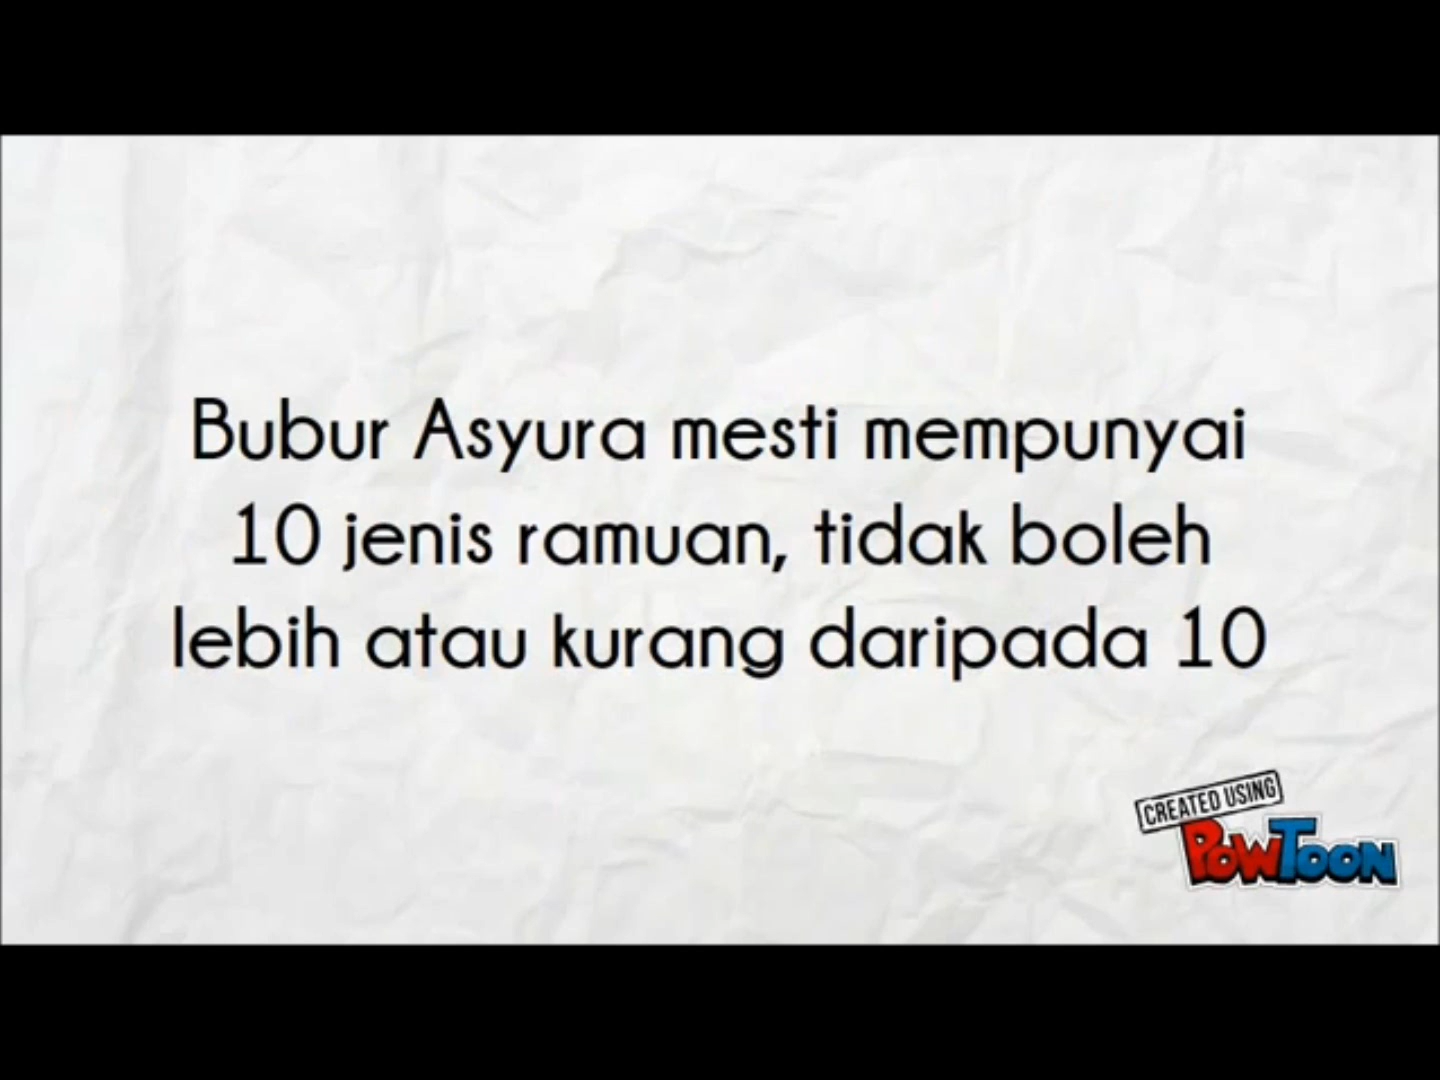 Bubur Asyura mesti mempunyai
10 jenis ramuan, tidak boleh
lebih atau kurang daripada 10
CREATED USING
POWTOON